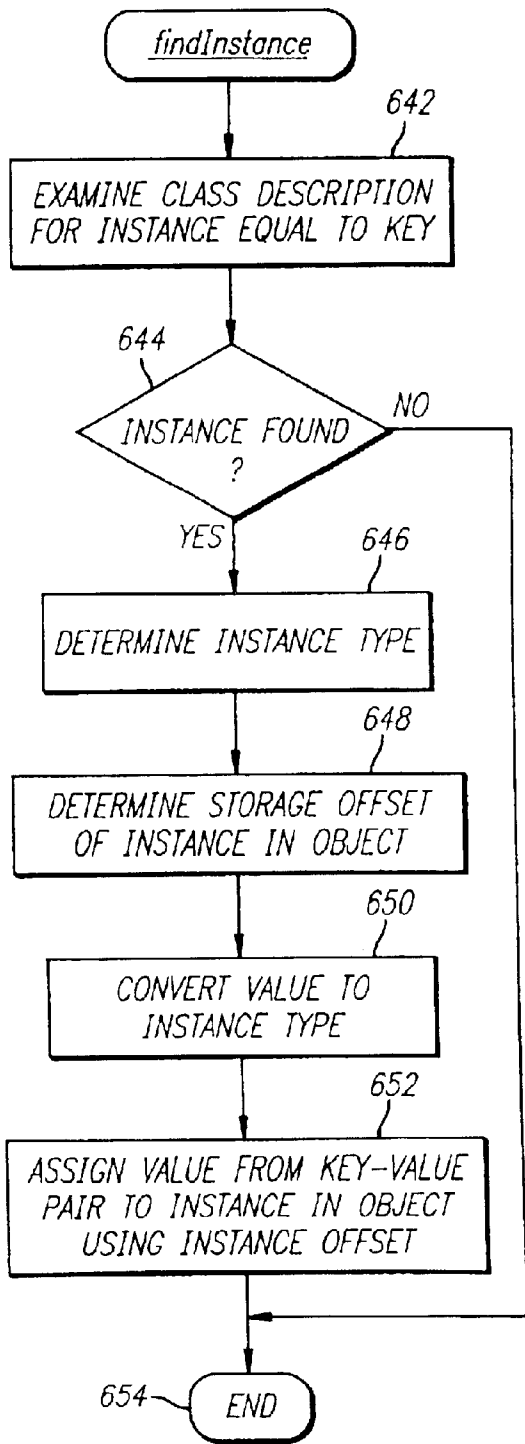 findInstance
642
EXAMINE CLASS DESCRIPTION
FOR INSTANCE EQUAL TO KEY
644
INSTANCE FOUND
?
NO
YES
646
DETERMINE INSTANCE TYPE
648
DETERMINE STORAGE OFFSET
OF INSTANCE IN OBJECT
650
CONVERT VALUE TO
INSTANCE TYPE
652
ASSIGN VALUE FROM KEY-VALUE
PAIR TO INSTANCE IN OBJECT
USING INSTANCE OFFSET
654
END